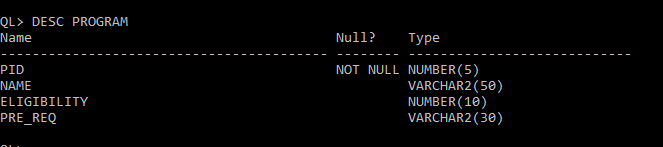 QL> DESC PROGRAM
Name Null? Type
----------------------------------------- -------- ----------------------------
PID NOT NULL NUMBER(5)
NAME VARCHAR2(50)
ELIGIBILITY NUMBER(10)
PRE_REQ VARCHAR2(30)